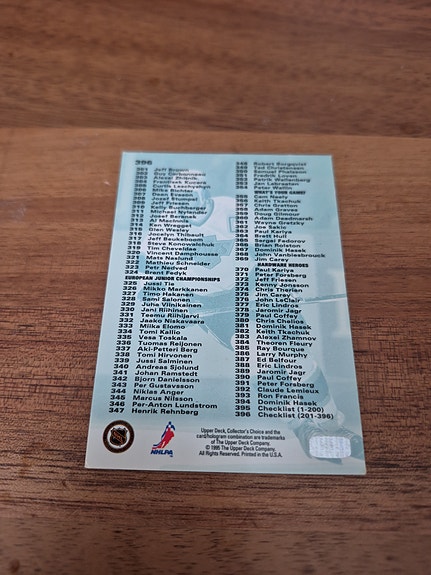 396
301 Jeff Brown
302 Guy Carbonneau
303 Alexei Zhitnik
304 Frantisek Kucera
305 Curtis Leschyshyn
306 Mike Richter
307 Dean Evason
308 Jozef Stumpel
309 Jeff Friesen
310 Kelly Buchberger
311 Michael Nylander
312 Josef Beranek
313 Al MacInnis
314 Ken Wregget
315 Glen Wesley
316 Jocelyn Thibault
317 Jeff Beukeboom
318 Steve Konowalchuk
319 Tim Cheveldae
320 Vincent Damphousse
321 Mats Naslund
322 Mathieu Schneider
323 Petr Nedved
324 Brent Fedyk
EUROPEAN JUNIOR CHAMPIONSHIPS
325 Jussi Tie
326 Mikko Markkanen
327 Timo Hakanen
328 Sami Salonen
329 Juha Viinikainen
330 Jani Riihinen
331 Teemu Riihijarvi
332 Jaako Niskavaara
333 Miika Elomo
334 Tomi Kallio
335 Vesa Toskala
336 Tuomas Reijonen
337 Aki-Petteri Berg
338 Tomi Hirvonen
339 Jussi Salminen
340 Andreas Sjolund
341 Johan Ramstedt
342 Bjorn Danielsson
343 Per Gustavsson
344 Niklas Anger
345 Marcus Nilsson
346 Per-Anton Lundstrom
347 Henrik Rehnberg
348 Robert Borgqvist
349 Ted Christensen
350 Samuel Phalsson
351 Fredrik Loven
352 Patrik Wallenberg
353 Jan Labraaten
354 Peter Wallin
WHAT'S YOUR GAME?
355 Cam Neely
356 Keith Tkachuk
357 Chris Gratton
358 Adam Graves
359 Doug Gilmour
360 Adam Deadmarsh
361 Wayne Gretzky
362 Joe Sakic
363 Paul Kariya
364 Brett Hull
365 Sergei Fedorov
366 Brian Rolston
367 Dominik Hasek
368 John Vanbiesbrouck
369 Jim Carey
HARDWARE HEROES
370 Paul Kariya
371 Peter Forsberg
372 Jeff Friesen
373 Kenny Jonsson
374 Chris Therien
375 Jim Carey
376 John LeClair
377 Eric Lindros
378 Jaromir Jagr
379 Paul Coffey
380 Chris Chelios
381 Dominik Hasek
382 Keith Tkachuk
383 Alexei Zhamnov
384 Theoren Fleury
385 Ray Bourque
386 Larry Murphy
387 Ed Belfour
388 Eric Lindros
389 Jaromir Jagr
390 Paul Coffey
391 Peter Forsberg
392 Claude Lemieux
393 Ron Francis
394 Dominik Hasek
395 Checklist (1-200)
396 Checklist (201-396)
NHLPA
Upper Deck, Collector's Choice and the
card/hologram combination are trademarks
of The Upper Deck Company.
© 1995 The Upper Deck Company.
All Rights Reserved. Printed in the U.S.A.